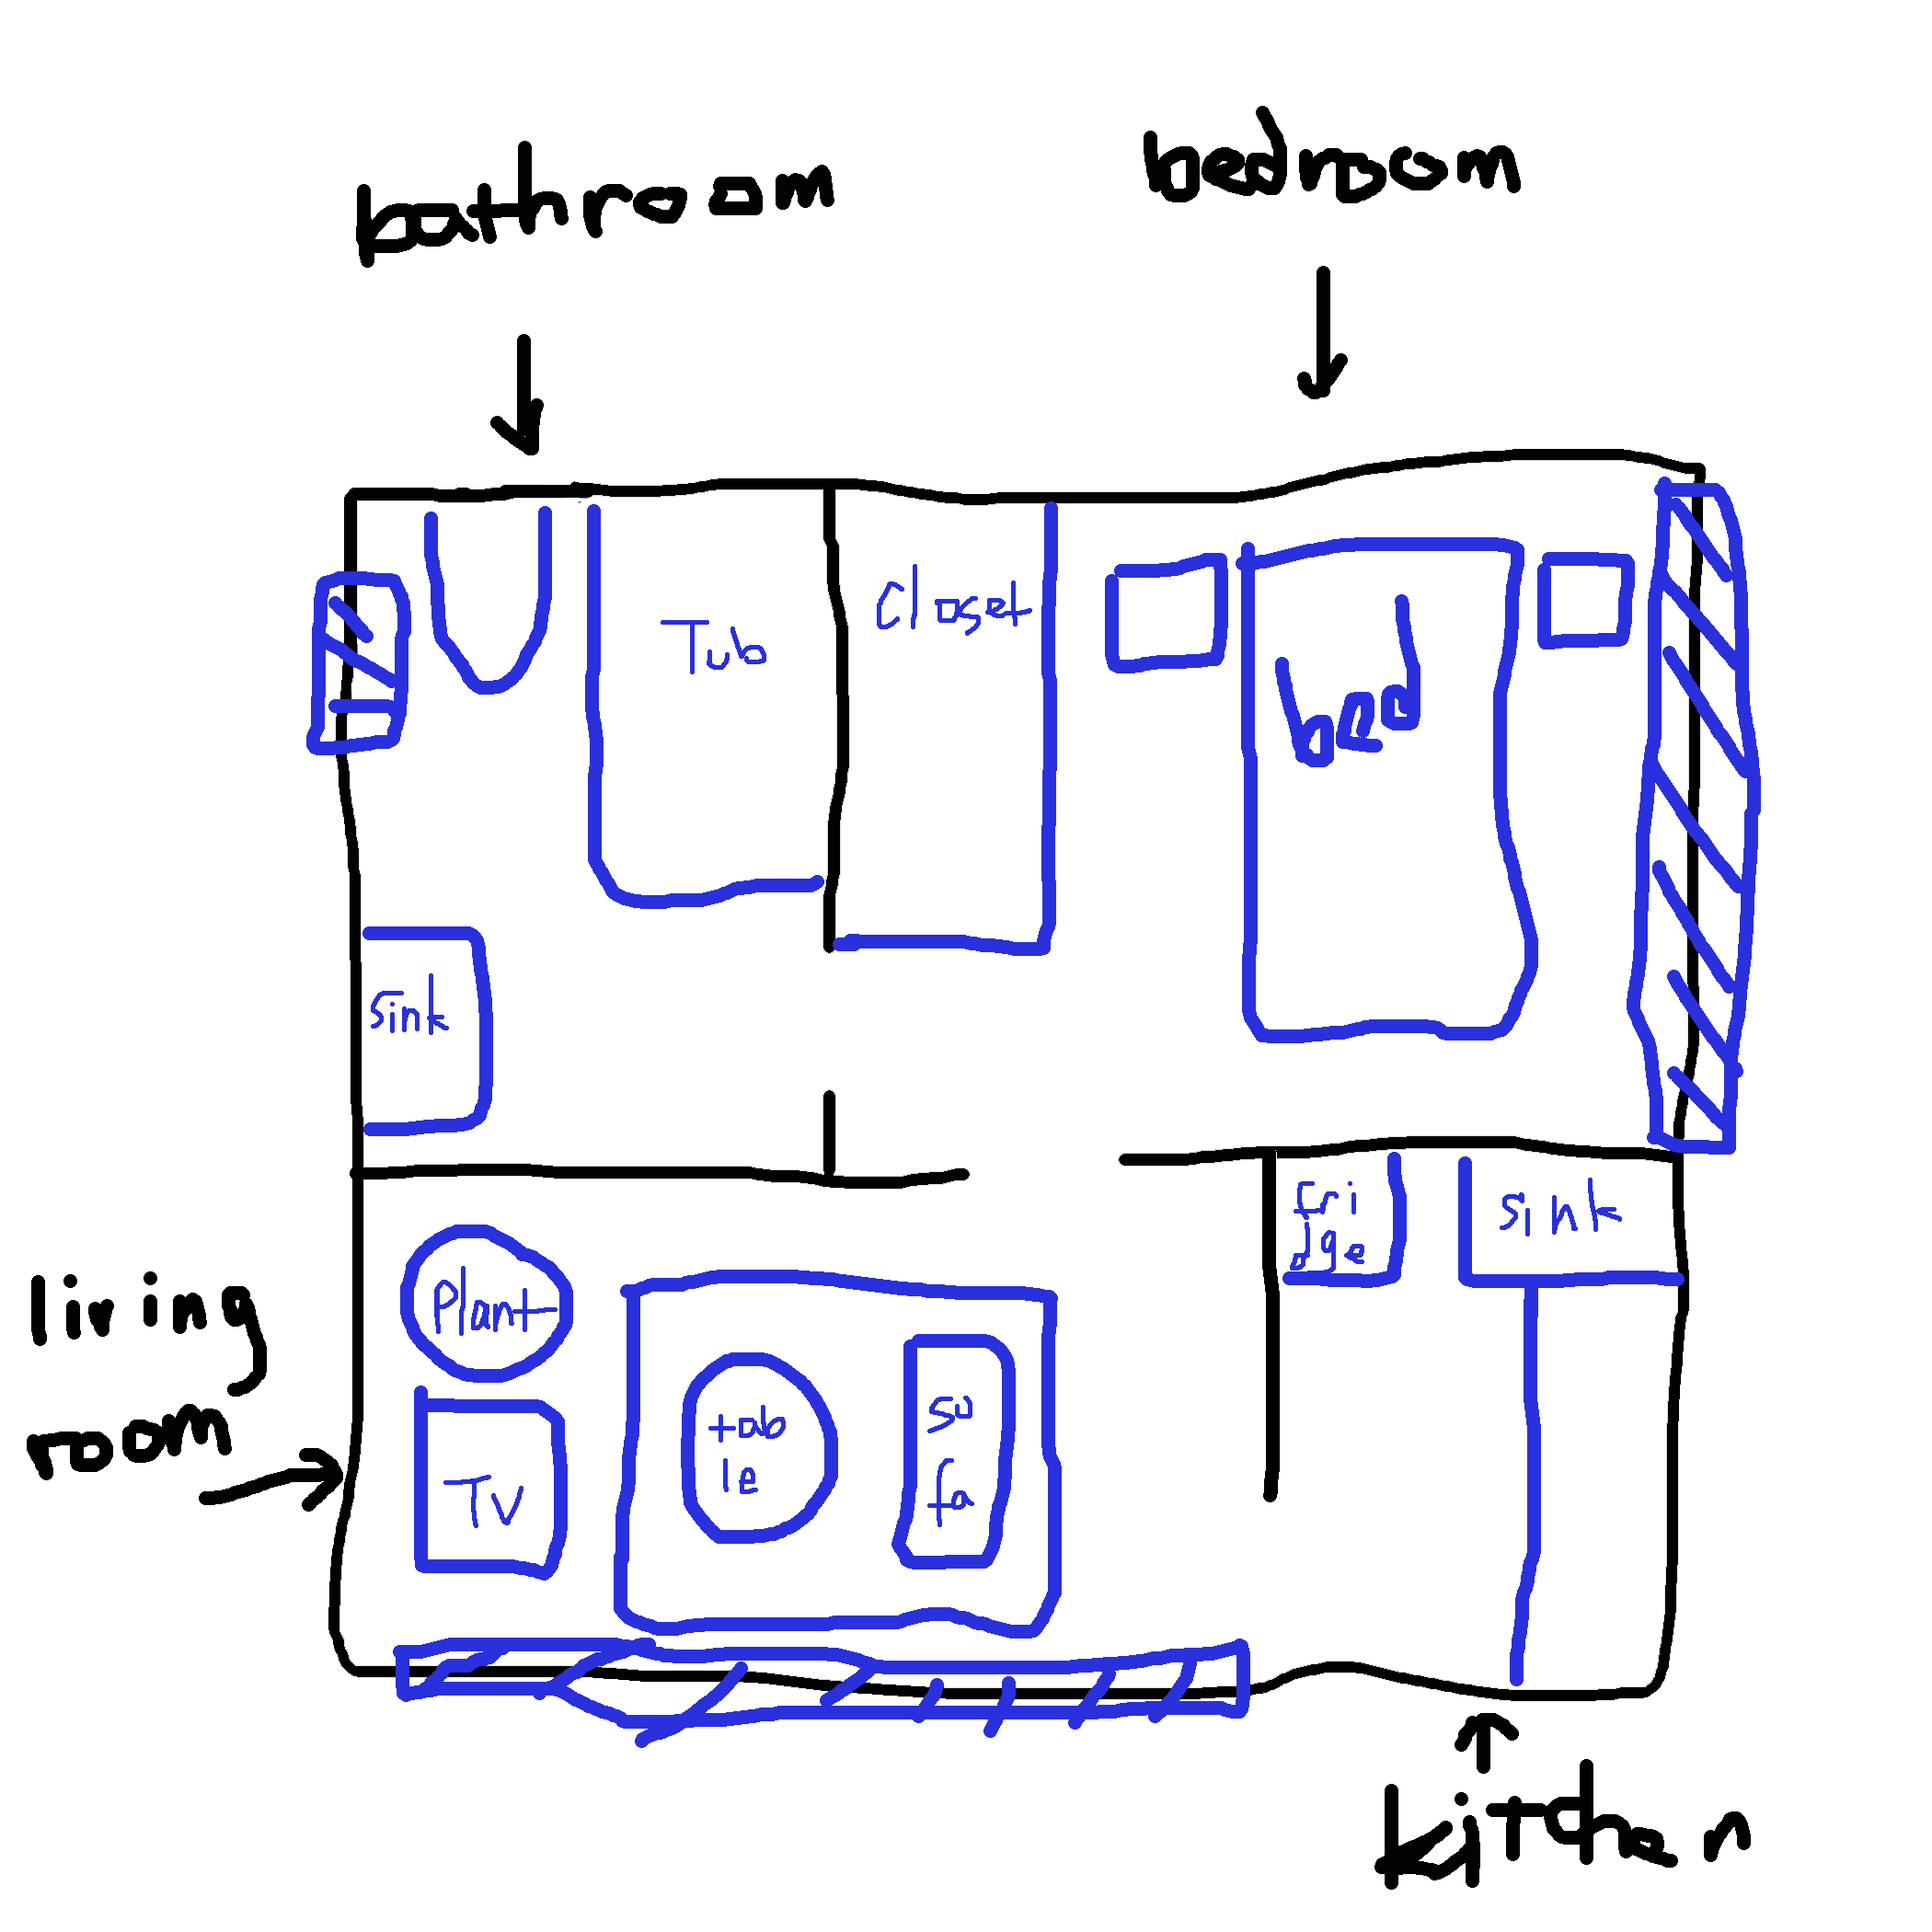 bathroom
bedroom
Tub
Closet
bed
Sink
fri
dge
sink
Plant
living
room
tab
le
so
fa
TV
kitchen